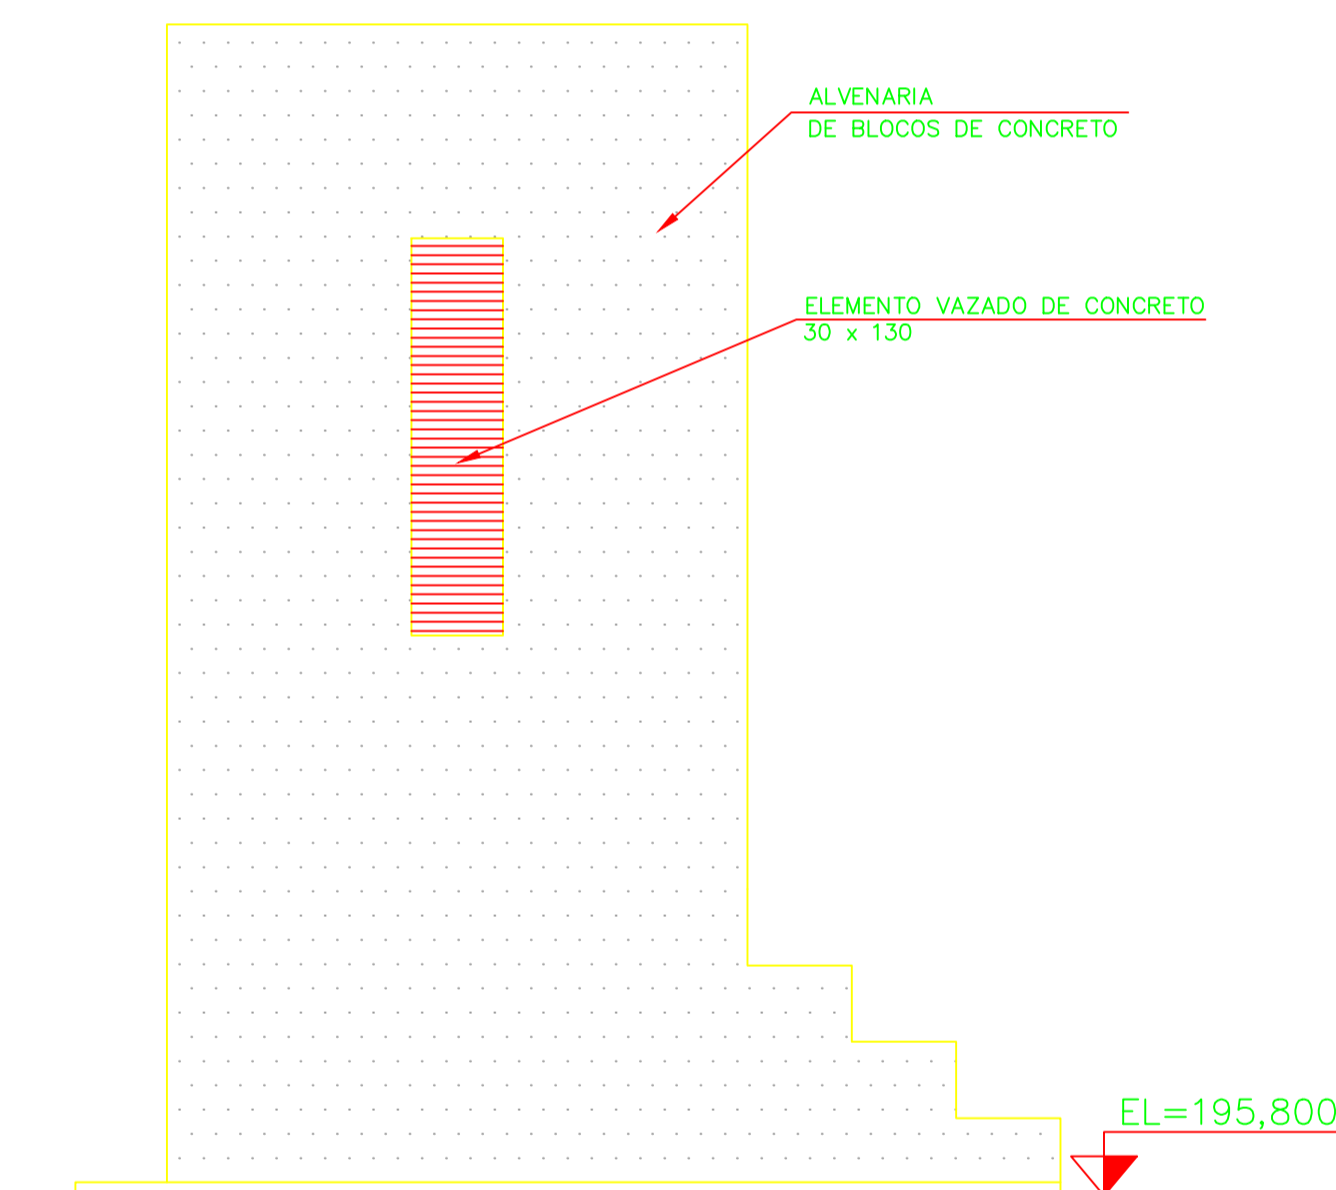 ALVENARIA
DE BLOCOS DE CONCRETO
ELEMENTO VAZADO DE CONCRETO
30 x 130
EL=195,800